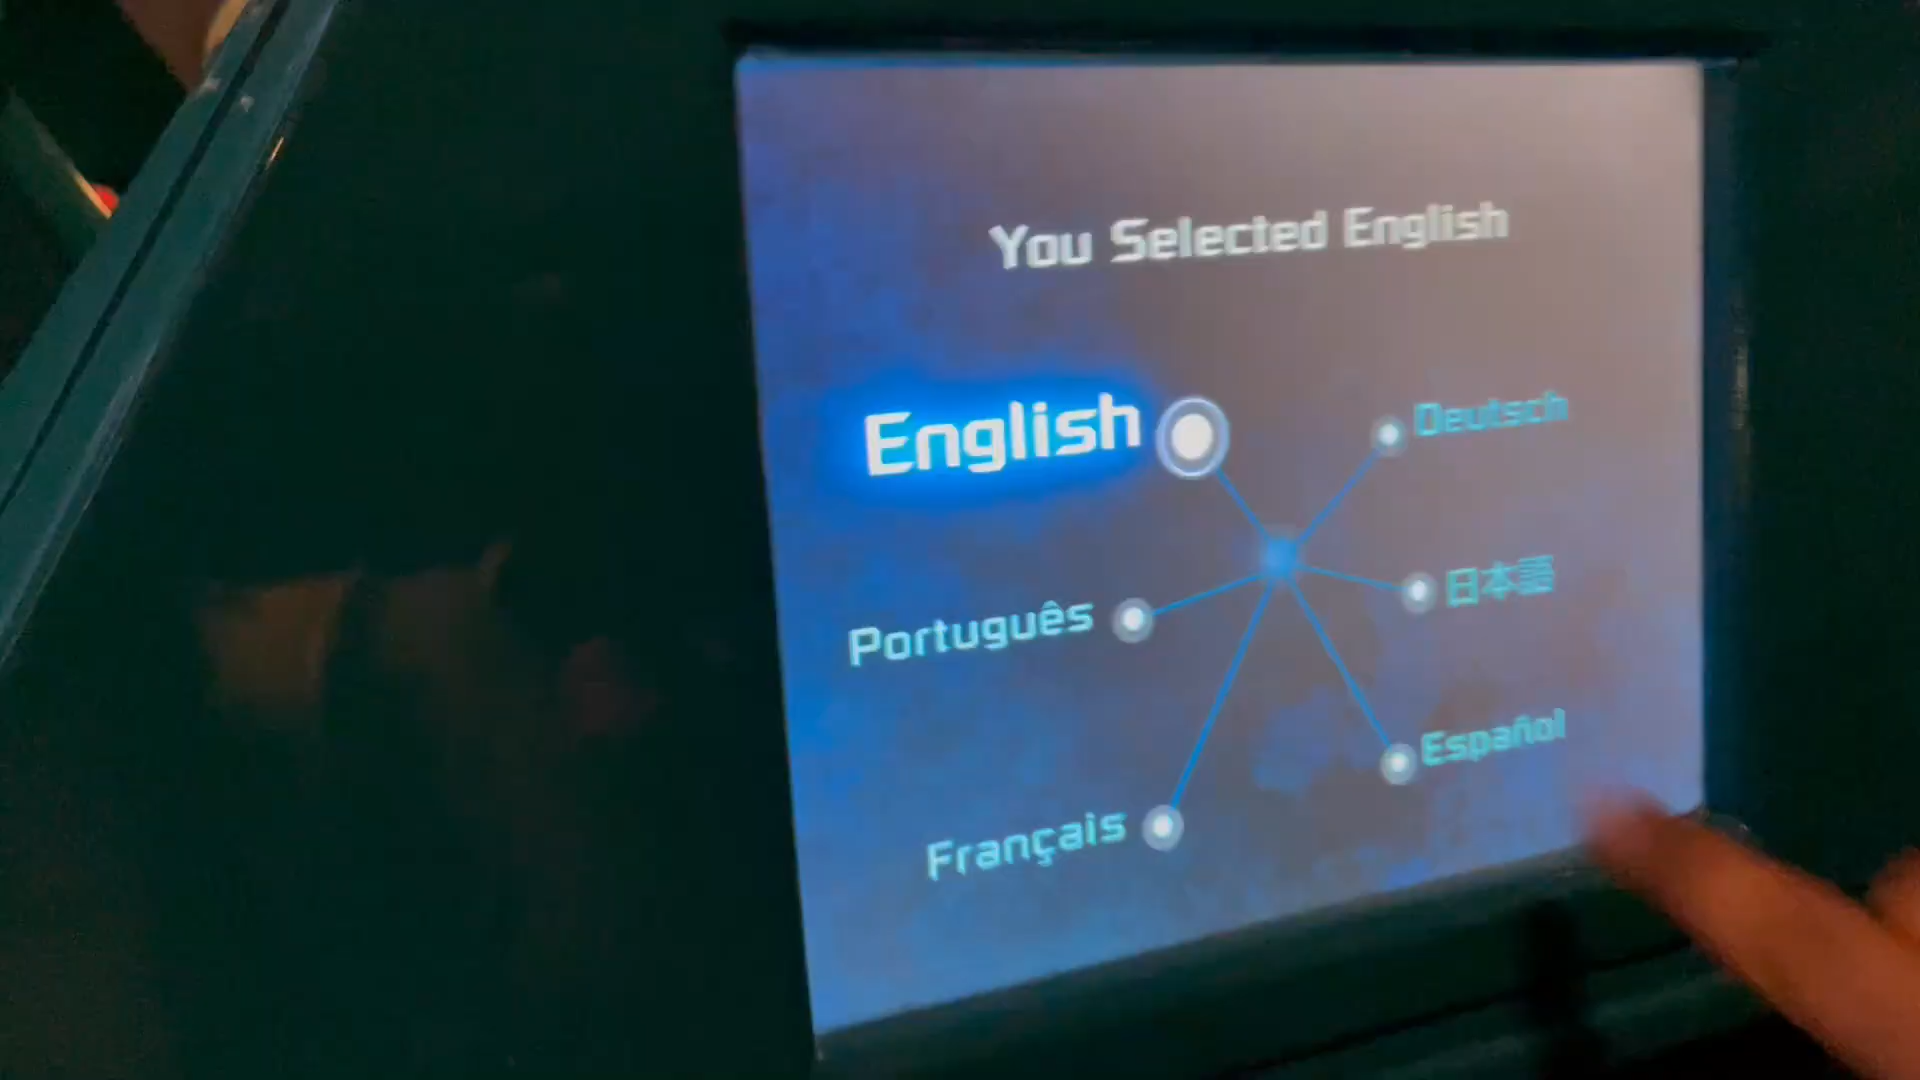 You Selected English
English
Deutsch
Português
日本語
Français
Español